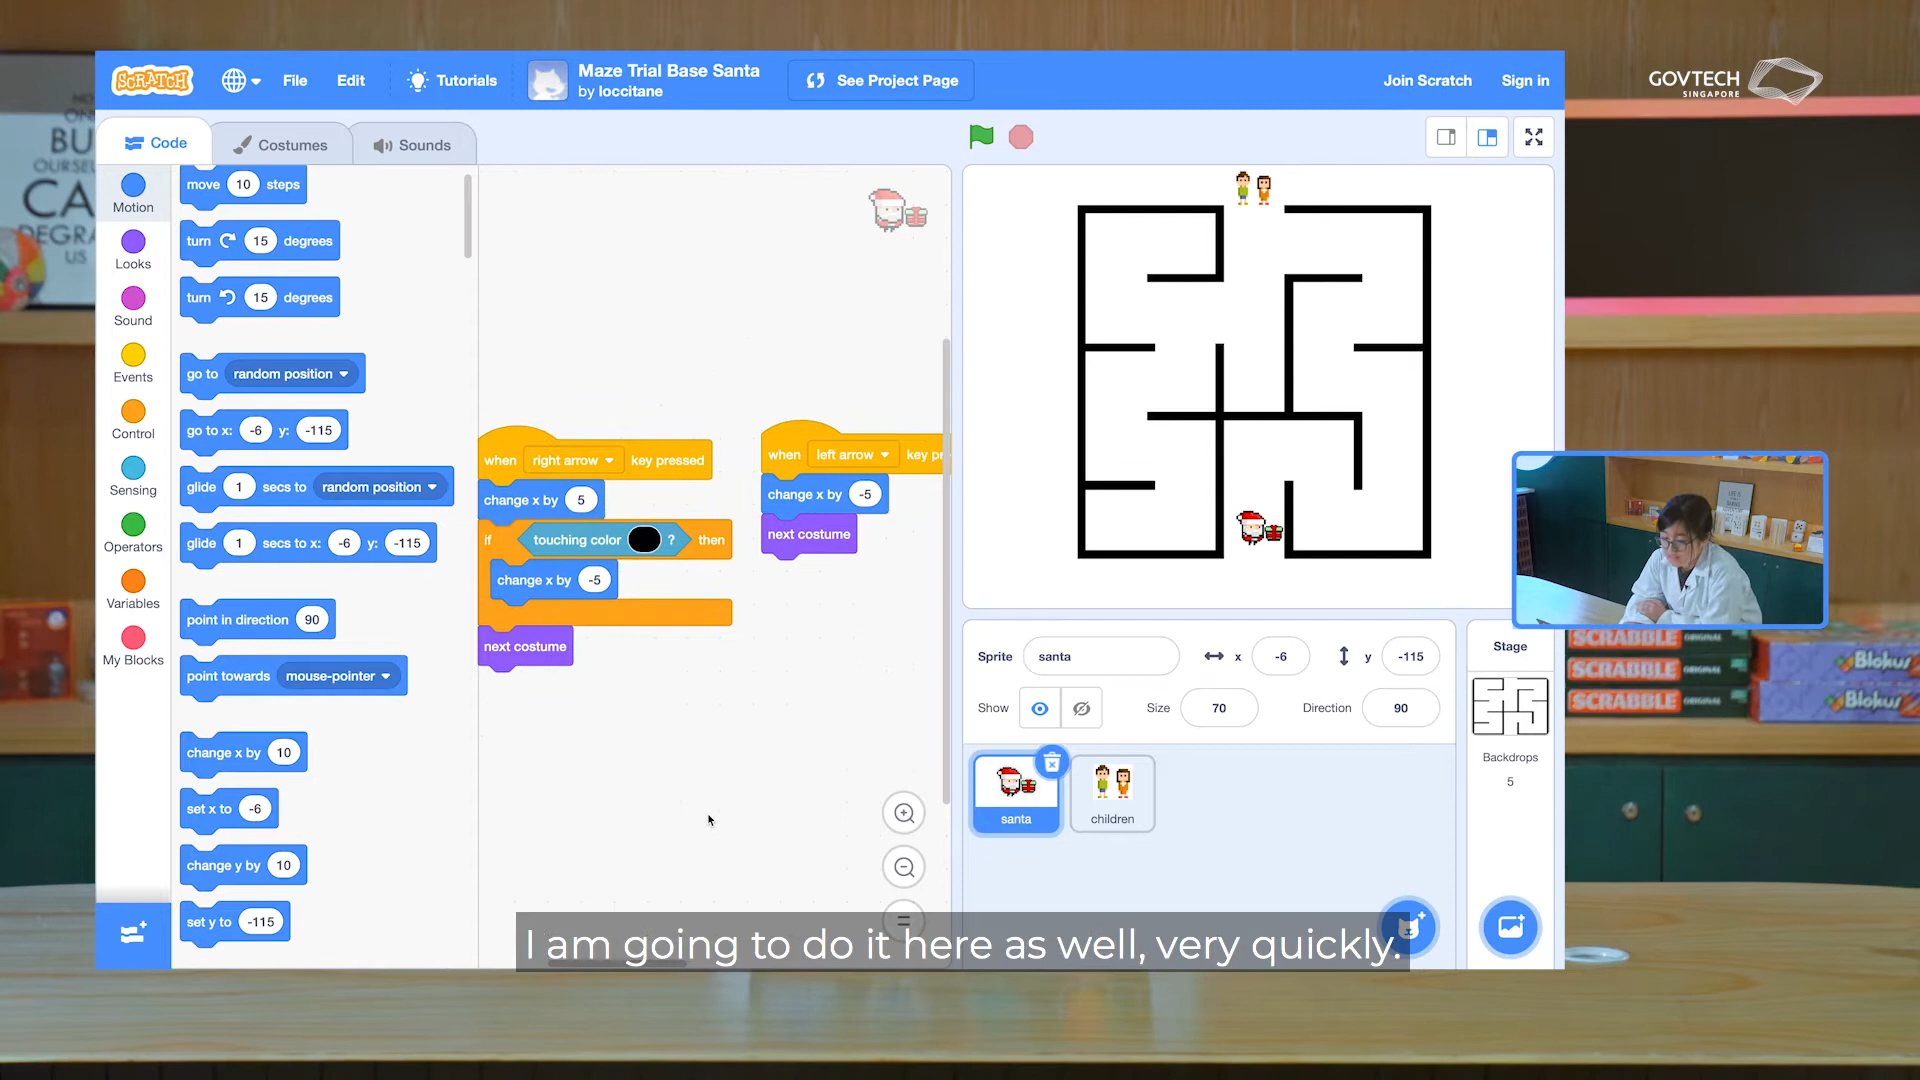 SCRATCH
File
Edit
Tutorials
Maze Trial Base Santa
by loccitane
See Project Page
Join Scratch
Sign in
GOVTECH
SINGAPORE
Code
Costumes
Sounds
Motion
Looks
Sound
Events
Control
Sensing
Operators
Variables
My Blocks
move 10 steps
turn 15 degrees
turn 15 degrees
go to random position
go to x: -6 y: -115
glide 1 secs to random position
glide 1 secs to x: -6 y: -115
point in direction 90
point towards mouse-pointer
change x by 10
set x to -6
change y by 10
set y to -115
when right arrow key pressed
change x by 5
if touching color ? then
change x by -5
next costume
when left arrow key pr
change x by -5
next costume
Sprite santa x -6 y -115
Show Size 70 Direction 90
santa
children
Stage
Backdrops
5
I am going to do it here as well, very quickly.
SCRABBLE
SCRABBLE
SCRABBLE
Blokus
Blokus